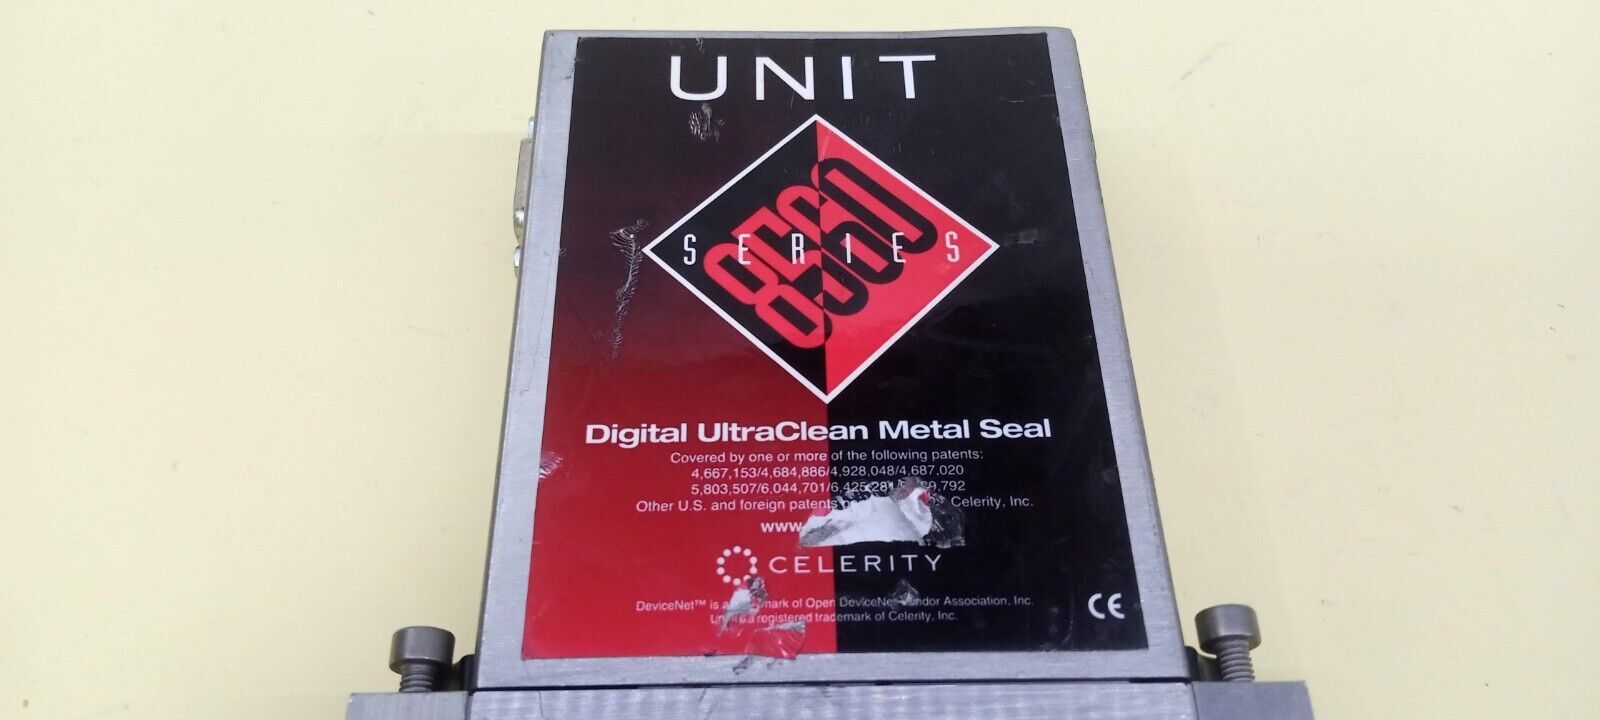 UNIT
8560
SERIES
Digital UltraClean Metal Seal
Covered by one or more of the following patents:
4,667,153/4,684,886/4,928,048/4,687,020
5,803,507/6,044,701/6,425,281/
Other U.S. and foreign patents Celerity, Inc.
www.
CELERITY
DeviceNet™ is a of Open DeviceNet Vendor Association, Inc.
Unit is a registered trademark of Celerity, Inc.
CE